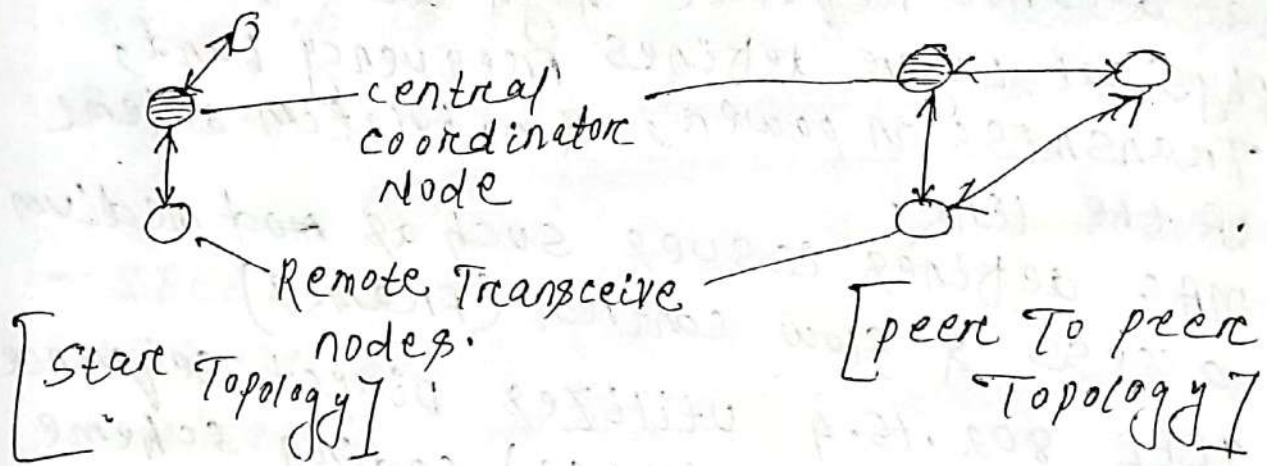 central
coordinator
Node
Remote Transceive
nodes.
[Star Topology]
[peer To peer
Topology]